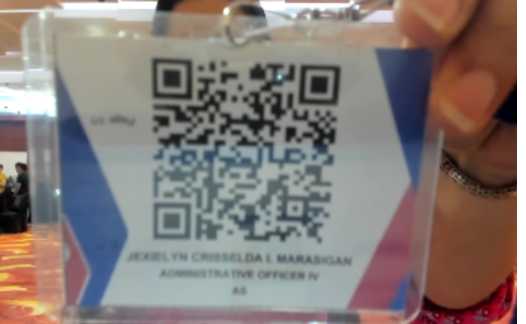 JEXIELYN CRISSELDA I. MARASIGAN
ADMINISTRATIVE OFFICER IV
AS